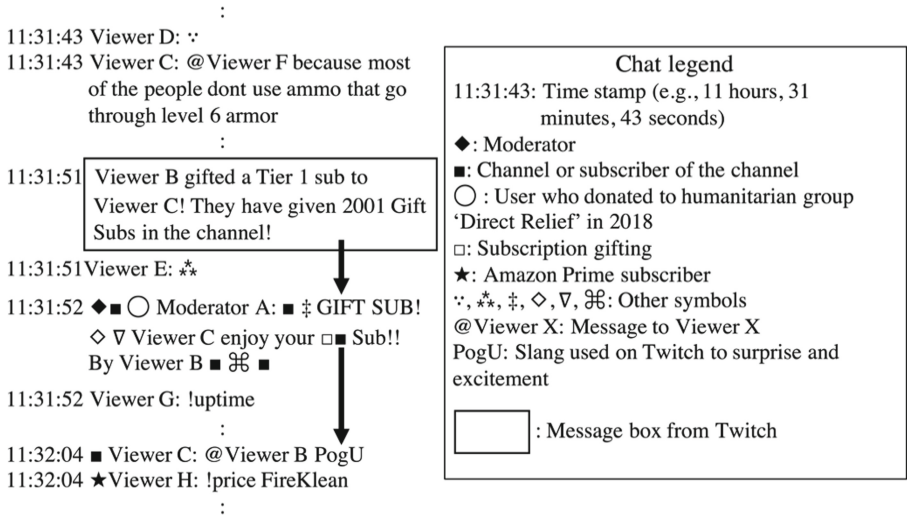 :
11:31:43 Viewer D: ∵
11:31:43 Viewer C: @Viewer F because most
of the people dont use ammo that go
through level 6 armor
:
11:31:51 Viewer B gifted a Tier 1 sub to
Viewer C! They have given 2001 Gift
Subs in the channel!
11:31:51Viewer E: ⁂
11:31:52 ◆■◯ Moderator A: ■ ‡ GIFT SUB!
◇ ∇ Viewer C enjoy your □■ Sub!!
By Viewer B ■ ⌘ ■
11:31:52 Viewer G: !uptime
:
11:32:04 ■ Viewer C: @Viewer B PogU
11:32:04 ★Viewer H: !price FireKlean
:
Chat legend
11:31:43: Time stamp (e.g., 11 hours, 31
minutes, 43 seconds)
◆: Moderator
■: Channel or subscriber of the channel
◯ : User who donated to humanitarian group
‘Direct Relief’ in 2018
□: Subscription gifting
★: Amazon Prime subscriber
∵, ⁂, ‡, ◇, ∇, ⌘: Other symbols
@Viewer X: Message to Viewer X
PogU: Slang used on Twitch to surprise and
excitement
: Message box from Twitch